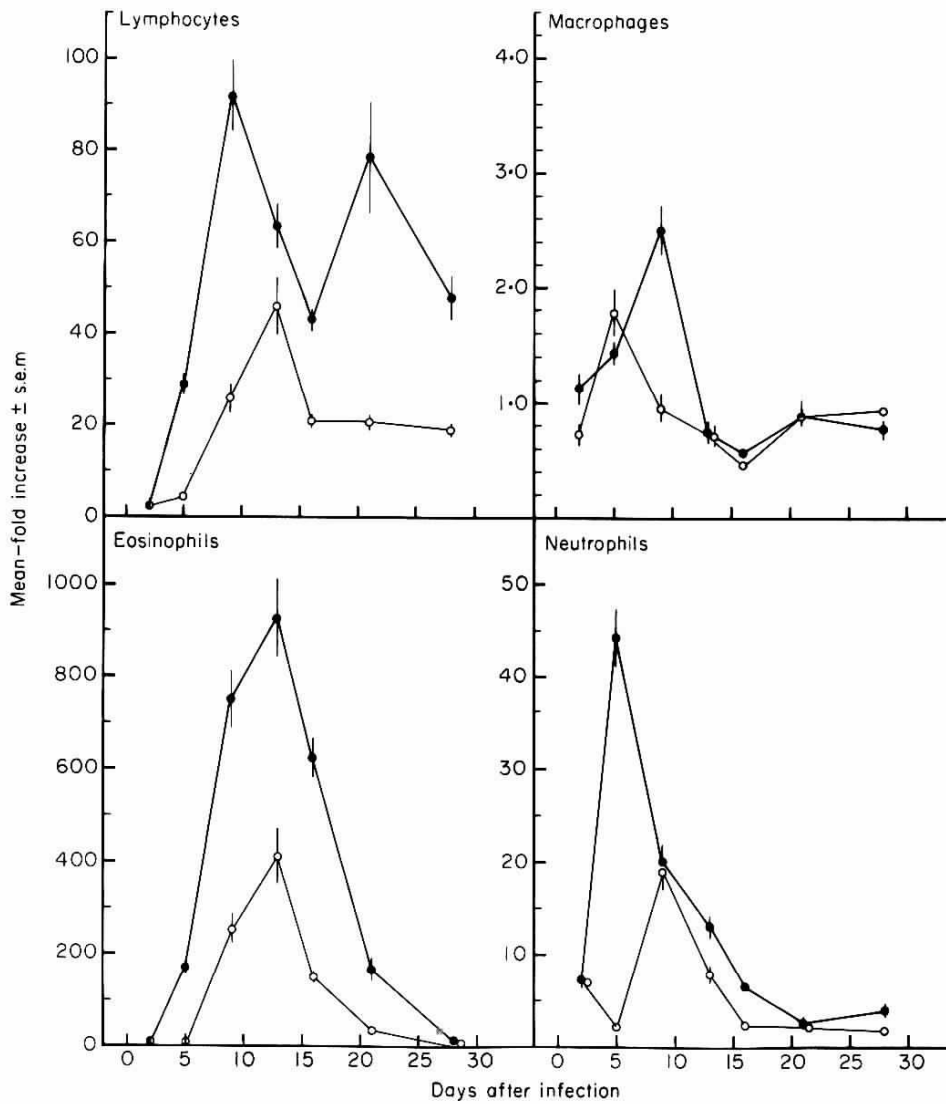 Lymphocytes
100
80
60
40
20
0
Macrophages
4·0
3·0
2·0
1·0
Eosinophils
1000
800
600
400
200
0
Neutrophils
50
40
30
20
10
0 5 10 15 20 25 30
0 5 10 15 20 25 30
Mean-fold increase ± s.e.m
Days after infection